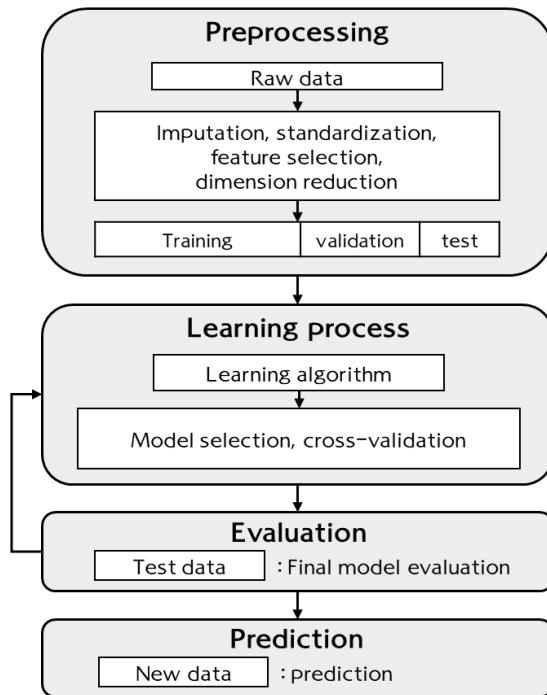 Preprocessing
Raw data
Imputation, standardization,
feature selection,
dimension reduction
Training validation test
Learning process
Learning algorithm
Model selection, cross-validation
Evaluation
Test data : Final model evaluation
Prediction
New data : prediction